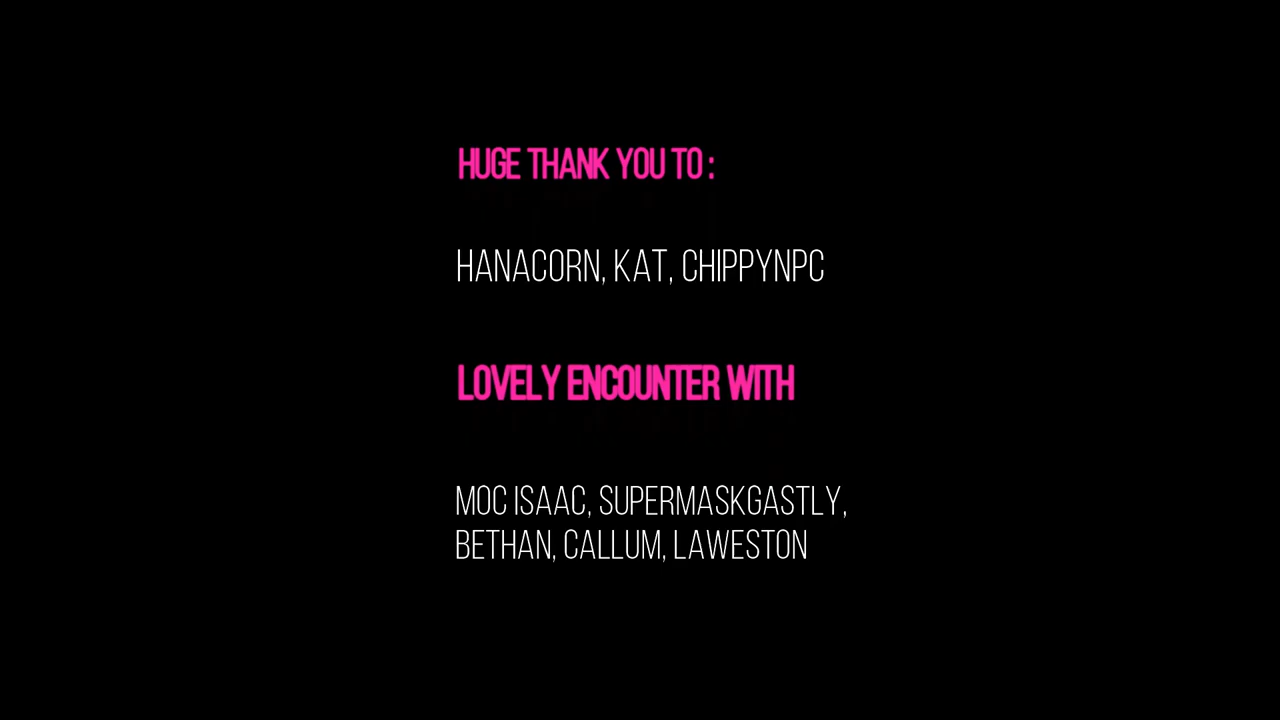 HUGE THANK YOU TO :
HANACORN, KAT, CHIPPYNPC
LOVELY ENCOUNTER WITH
MOC ISAAC, SUPERMASKGASTLY,
BETHAN, CALLUM, LAWESTON